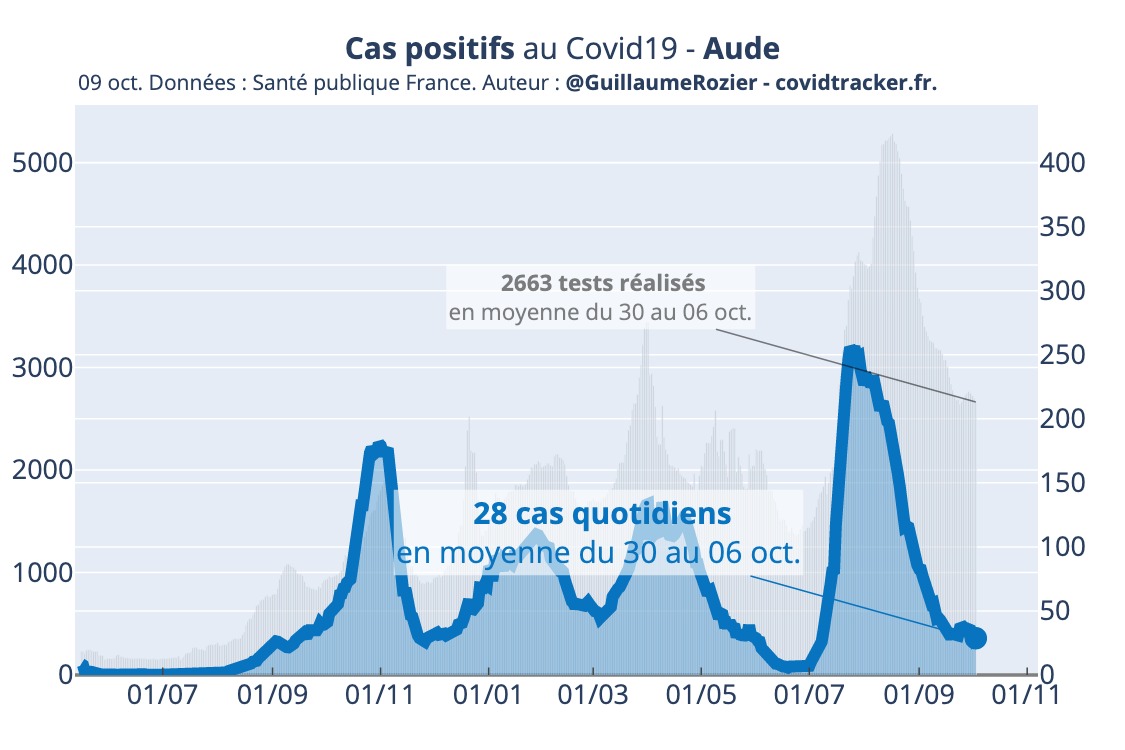 Cas positifs au Covid19 - Aude
09 oct. Données : Santé publique France. Auteur : @GuillaumeRozier - covidtracker.fr.
5000
4000
3000
2000
1000
0
400
350
300
250
200
150
100
50
0
2663 tests réalisés
en moyenne du 30 au 06 oct.
28 cas quotidiens
en moyenne du 30 au 06 oct.
01/07 01/09 01/11 01/01 01/03 01/05 01/07 01/09 01/11